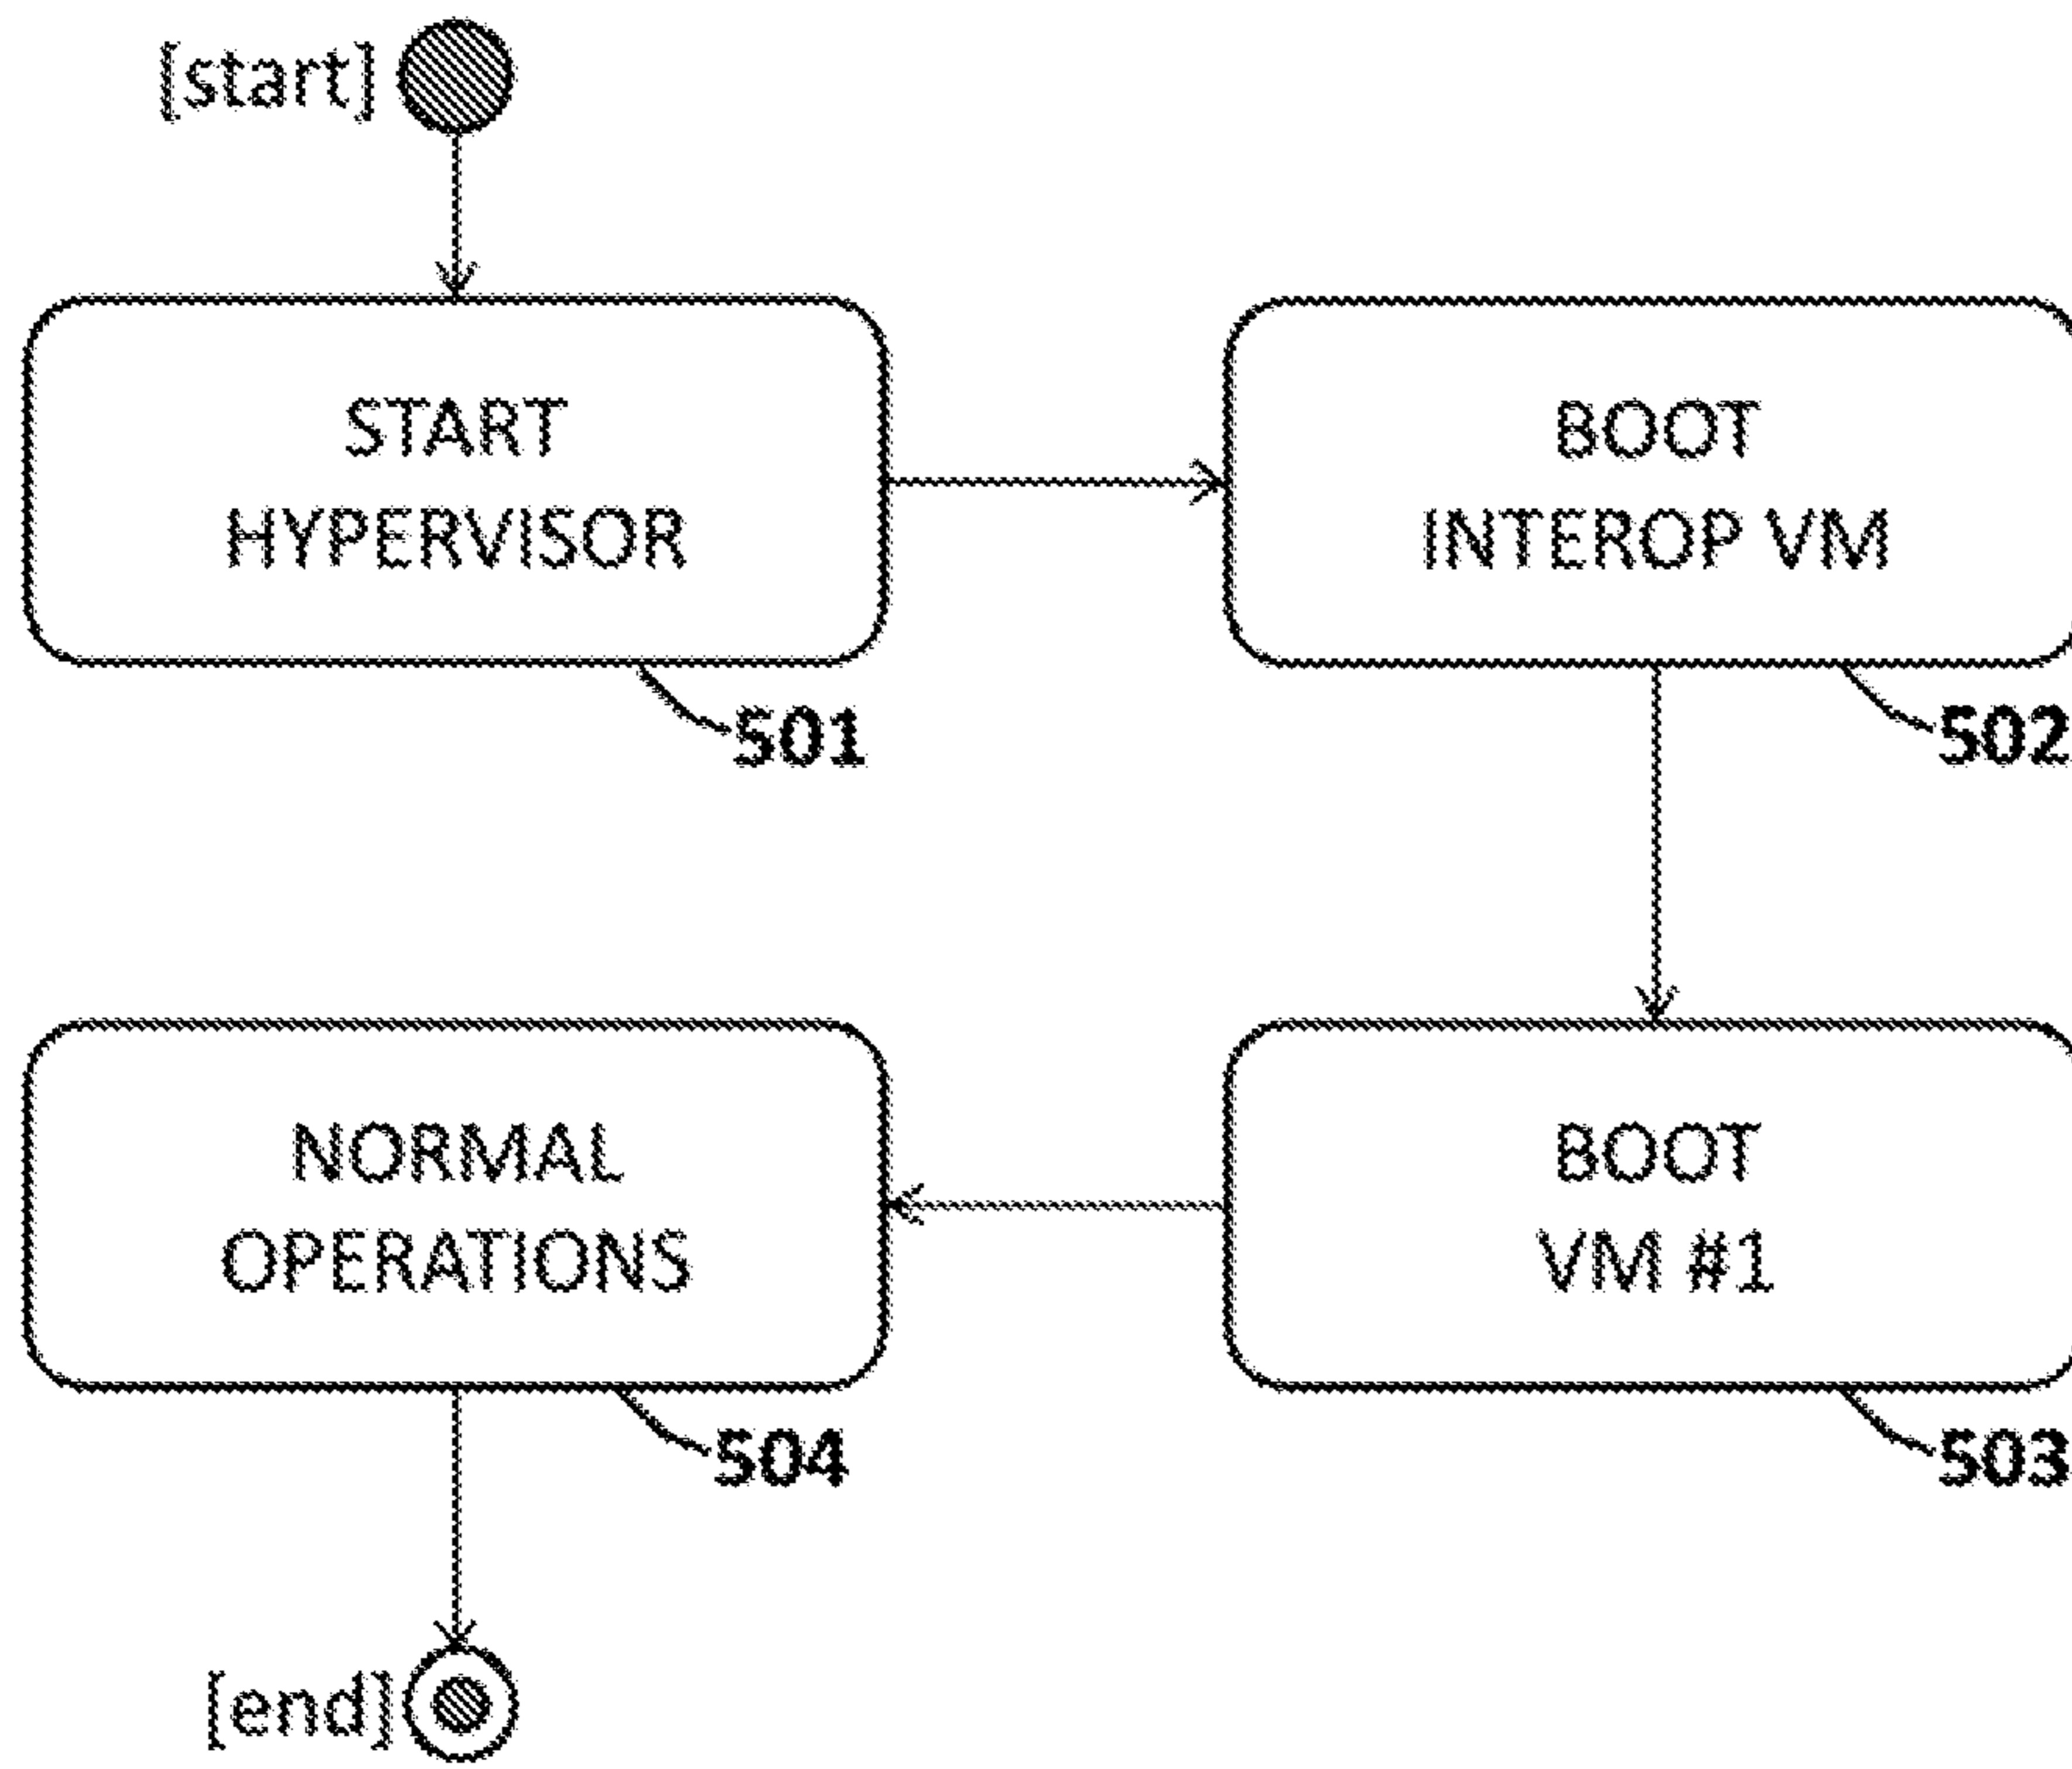 [start]
START
HYPERVISOR
501
BOOT
INTEROP VM
502
BOOT
VM #1
503
NORMAL
OPERATIONS
504
[end]